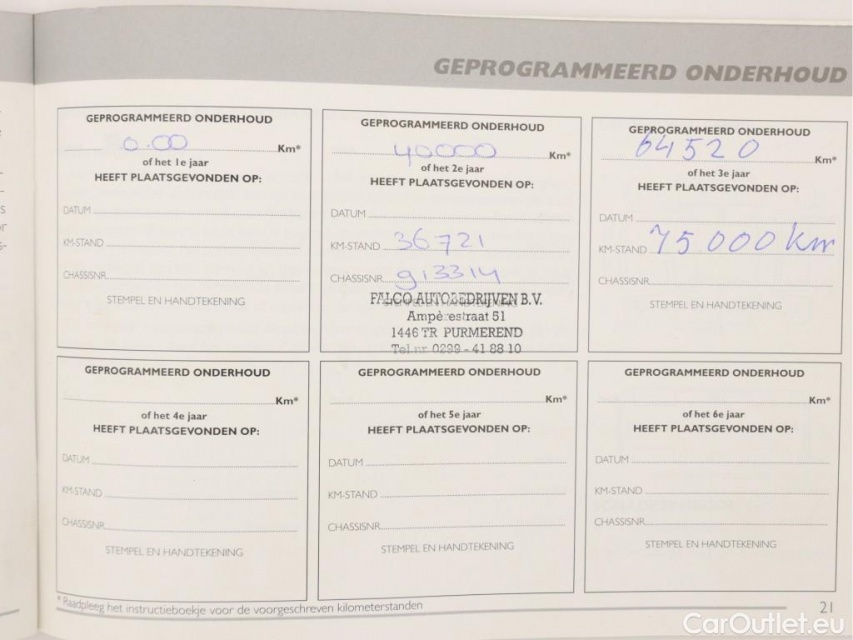 GEPROGRAMMEERD ONDERHOUD
GEPROGRAMMEERD ONDERHOUD
0.00 Km*
of het 1e jaar
HEEFT PLAATSGEVONDEN OP:
DATUM
KM-STAND
CHASSISNR.
STEMPEL EN HANDTEKENING
GEPROGRAMMEERD ONDERHOUD
40000 Km*
of het 2e jaar
HEEFT PLAATSGEVONDEN OP:
DATUM
KM-STAND 36721
CHASSISNR. 913314
FALCO AUTOBEDRIJVEN B.V.
Ampèrestraat 51
1446 TR PURMEREND
Tel.nr. 0299 - 41 88 10
GEPROGRAMMEERD ONDERHOUD
64520 Km*
of het 3e jaar
HEEFT PLAATSGEVONDEN OP:
DATUM
KM-STAND 75000 km
CHASSISNR.
STEMPEL EN HANDTEKENING
GEPROGRAMMEERD ONDERHOUD
Km*
of het 4e jaar
HEEFT PLAATSGEVONDEN OP:
DATUM
KM-STAND
CHASSISNR.
STEMPEL EN HANDTEKENING
GEPROGRAMMEERD ONDERHOUD
Km*
of het 5e jaar
HEEFT PLAATSGEVONDEN OP:
DATUM
KM-STAND
CHASSISNR.
STEMPEL EN HANDTEKENING
GEPROGRAMMEERD ONDERHOUD
Km*
of het 6e jaar
HEEFT PLAATSGEVONDEN OP:
DATUM
KM-STAND
CHASSISNR.
STEMPEL EN HANDTEKENING
* Raadpleeg het instructieboekje voor de voorgeschreven kilometerstanden
21
CarOutlet.eu